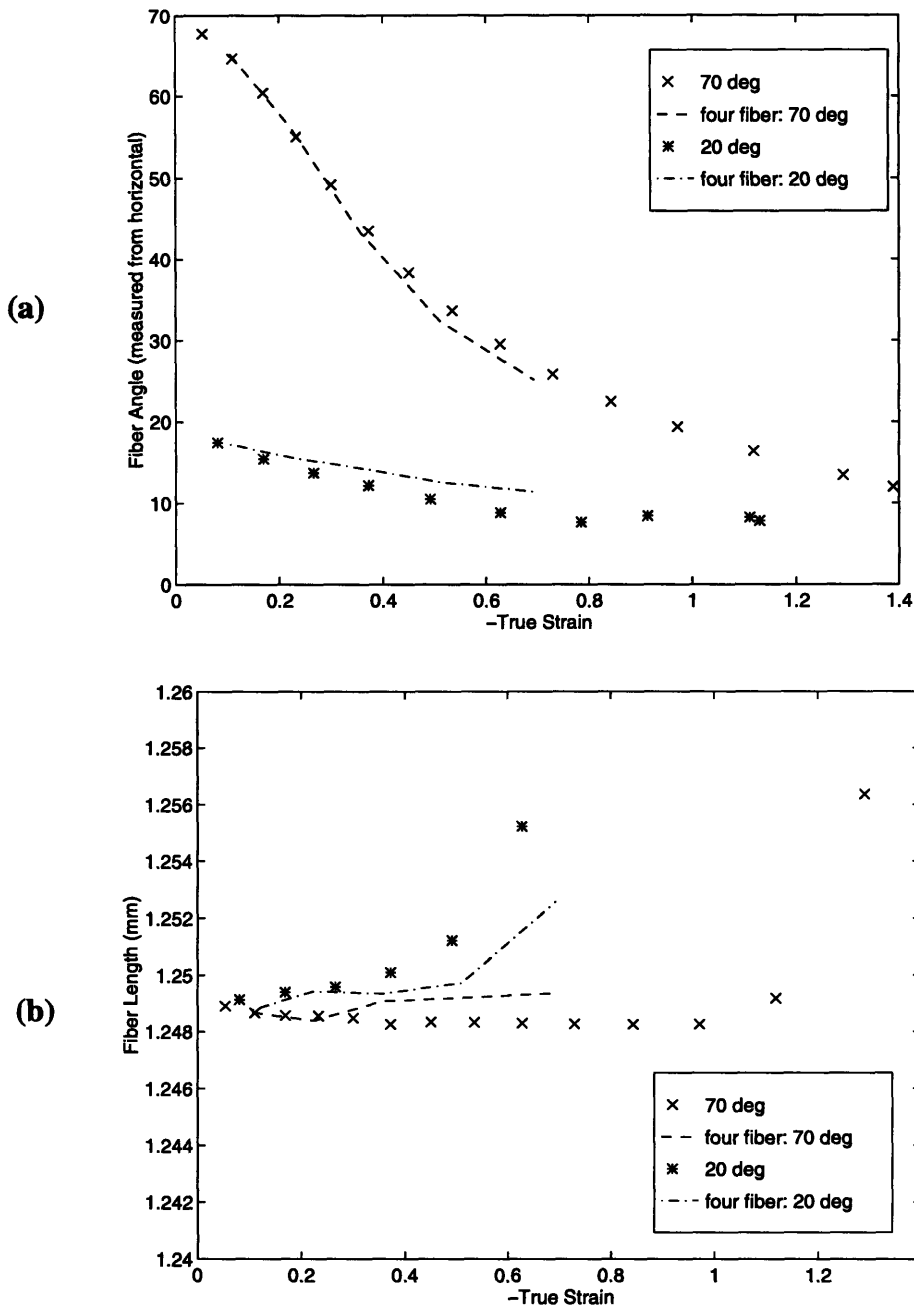 (a)
Fiber Angle (measured from horizontal)
70
60
50
40
30
20
10
0
0 0.2 0.4 0.6 0.8 1 1.2 1.4
-True Strain
70 deg
four fiber: 70 deg
20 deg
four fiber: 20 deg
(b)
Fiber Length (mm)
1.26
1.258
1.256
1.254
1.252
1.25
1.248
1.246
1.244
1.242
1.24
0 0.2 0.4 0.6 0.8 1 1.2
-True Strain
70 deg
four fiber: 70 deg
20 deg
four fiber: 20 deg